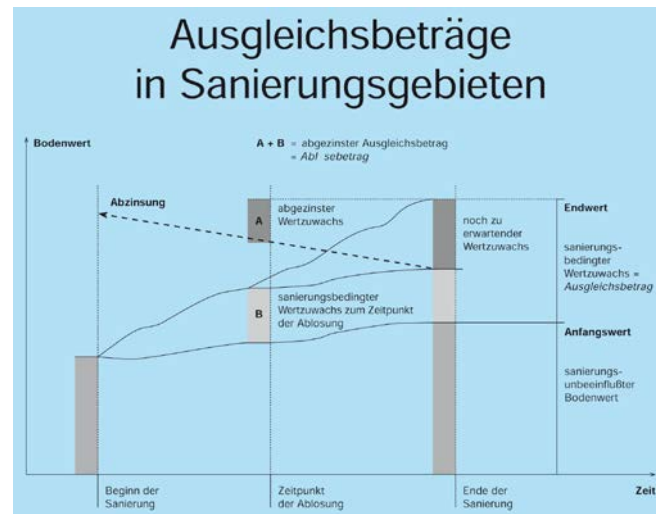 Ausgleichsbeträge
in Sanierungsgebieten
Bodenwert
A + B = abgezinster Ausgleichsbetrag
= Abl sebetrag
Abzinsung
A
abgezinster
Wertzuwachs
noch zu
erwartender
Wertzuwachs
Endwert
sanierungs-
bedingter
Wertzuwachs =
Ausgleichsbetrag
B
sanierungsbedingter
Wertzuwachs zum Zeitpunkt
der Ablosung
Anfangswert
sanierungs-
unbeeinflußter
Bodenwert
Beginn der
Sanierung
Zeitpunkt
der Ablosung
Ende der
Sanierung
Zeit